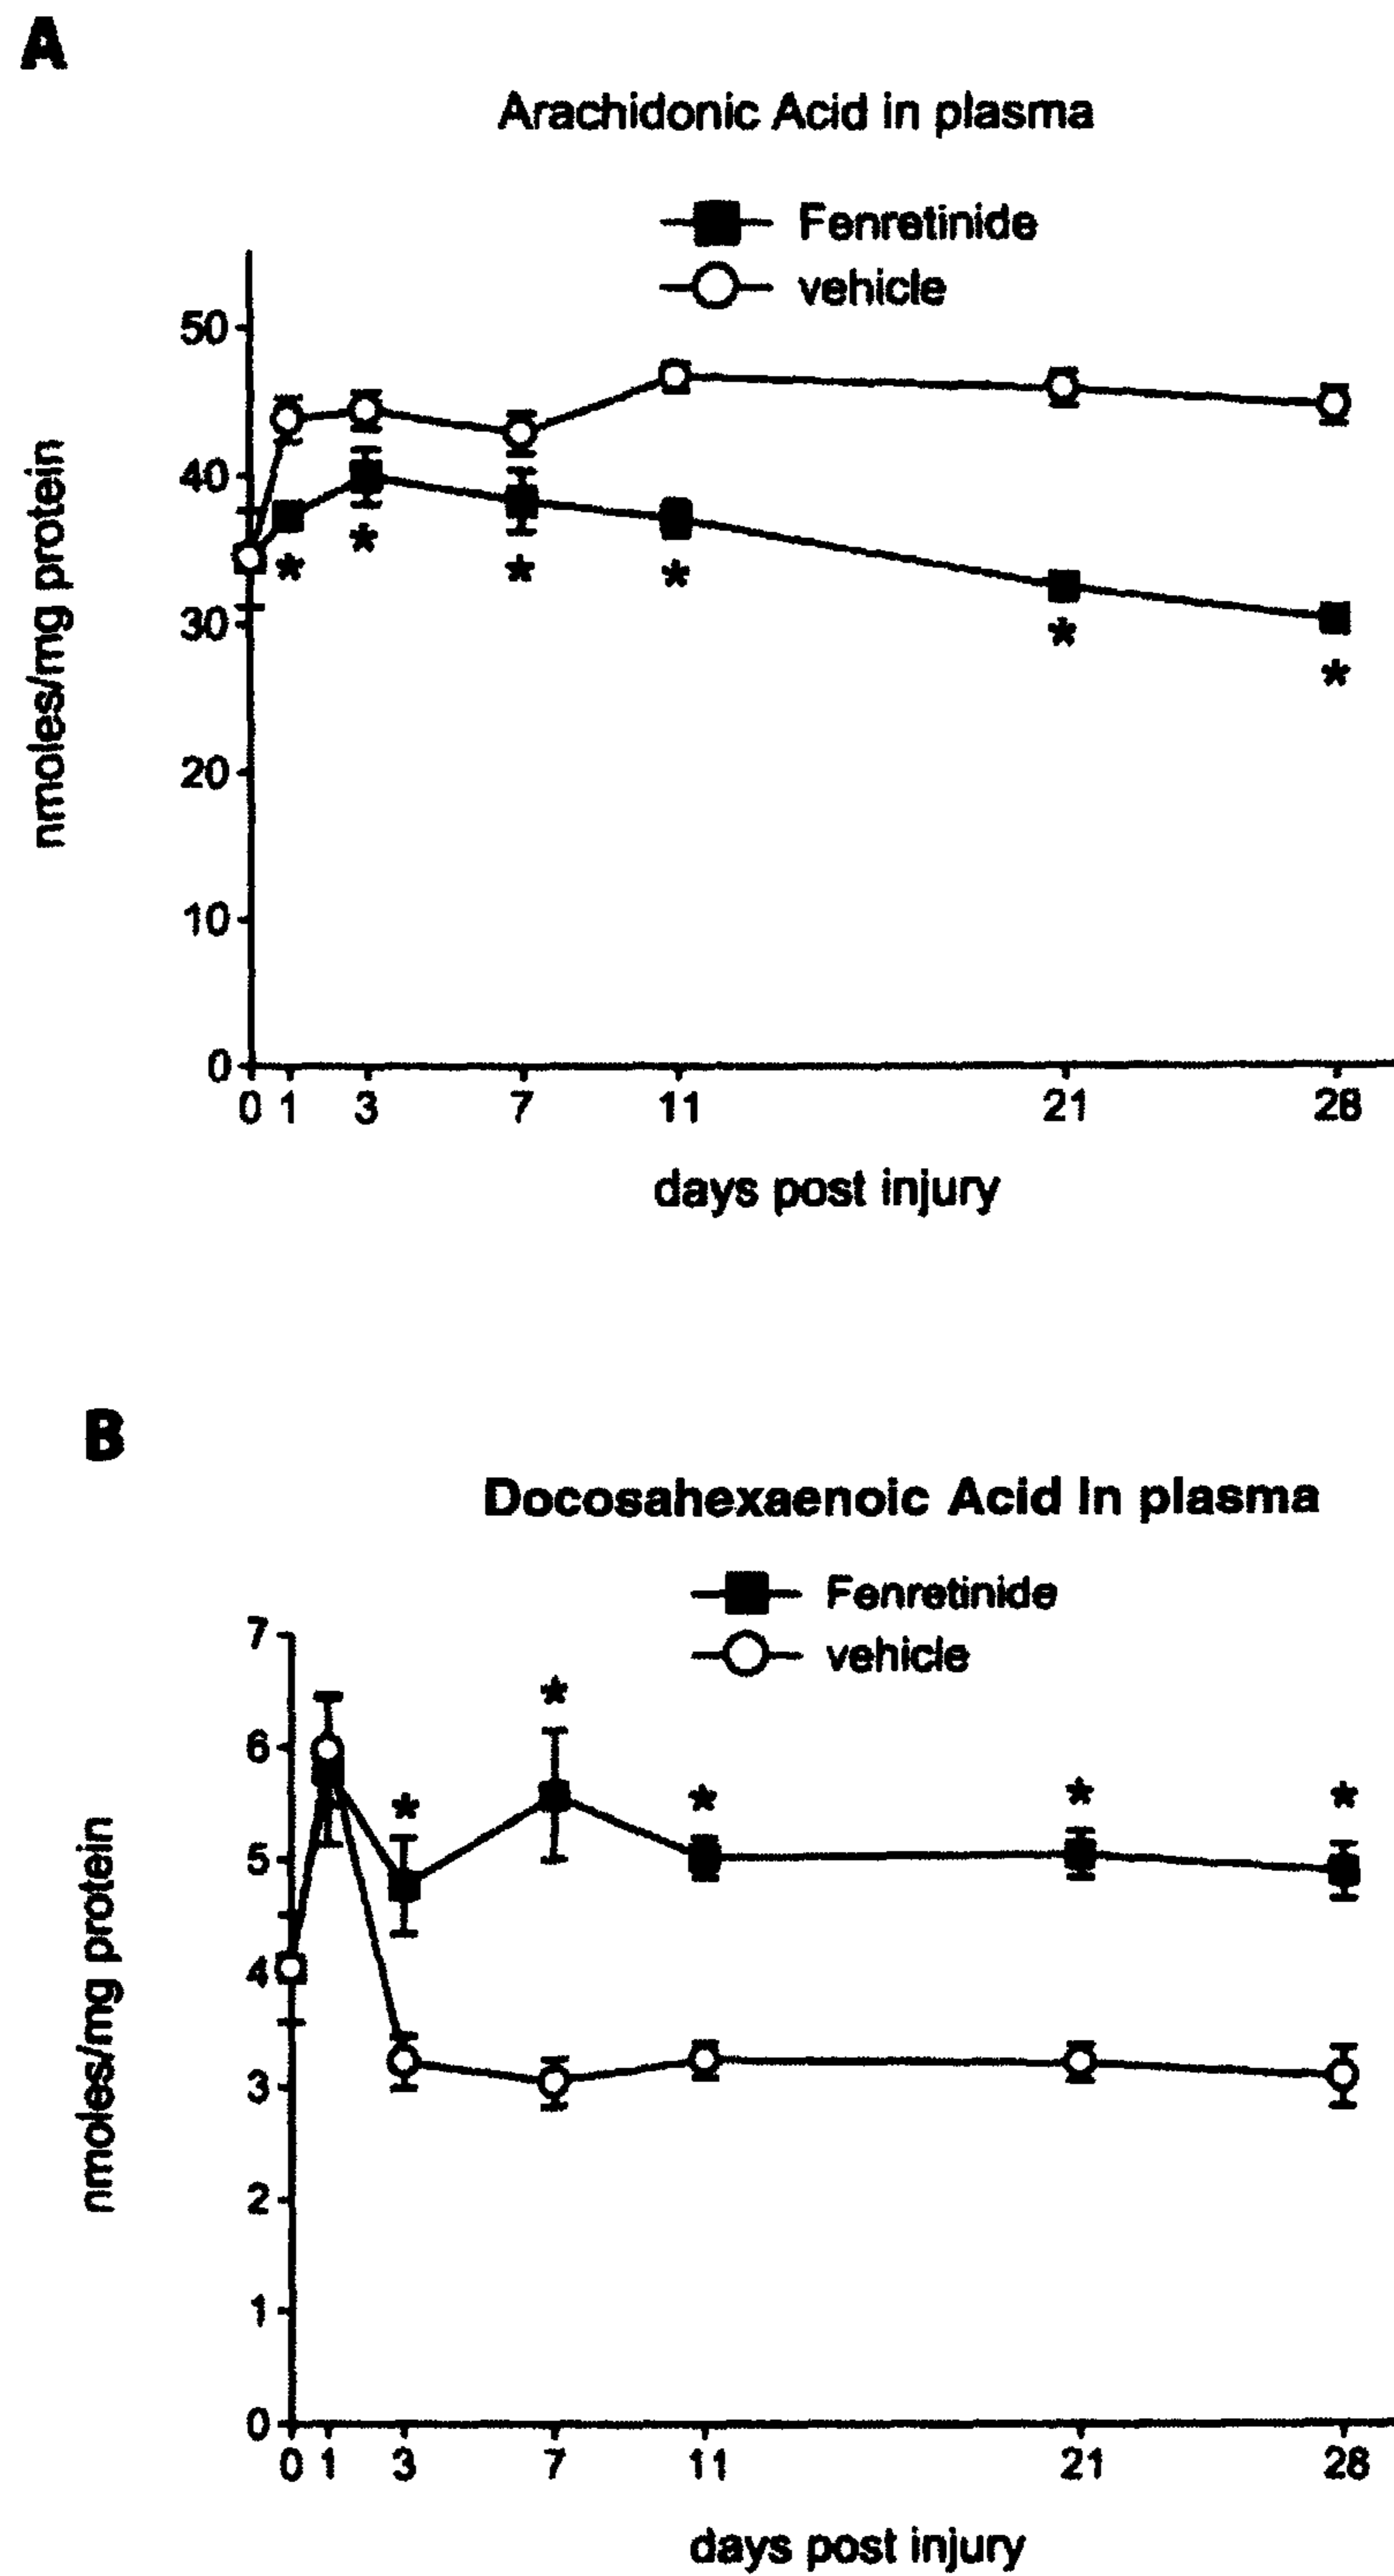 A
Arachidonic Acid in plasma
Fenretinide
vehicle
50
40
30
20
10
0
nmoles/mg protein
* * * * * *
0 1 3 7 11 21 28
days post injury
B
Docosahexaenoic Acid in plasma
Fenretinide
vehicle
7
6
5
4
3
2
1
0
nmoles/mg protein
* * * * *
0 1 3 7 11 21 28
days post injury